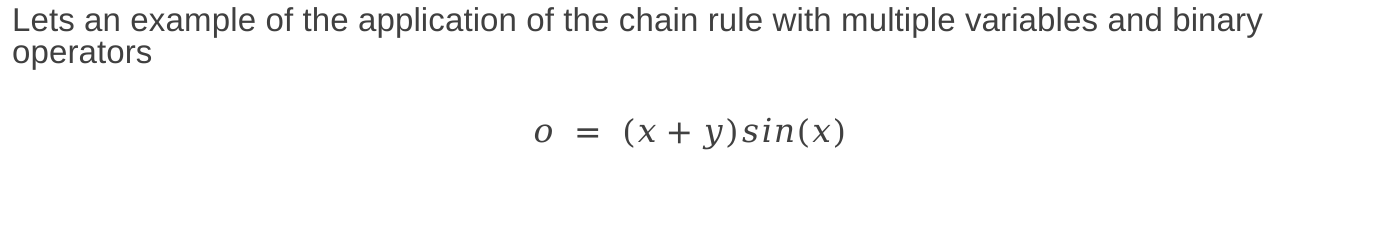 Lets an example of the application of the chain rule with multiple variables and binary
operators
o = (x + y)sin(x)